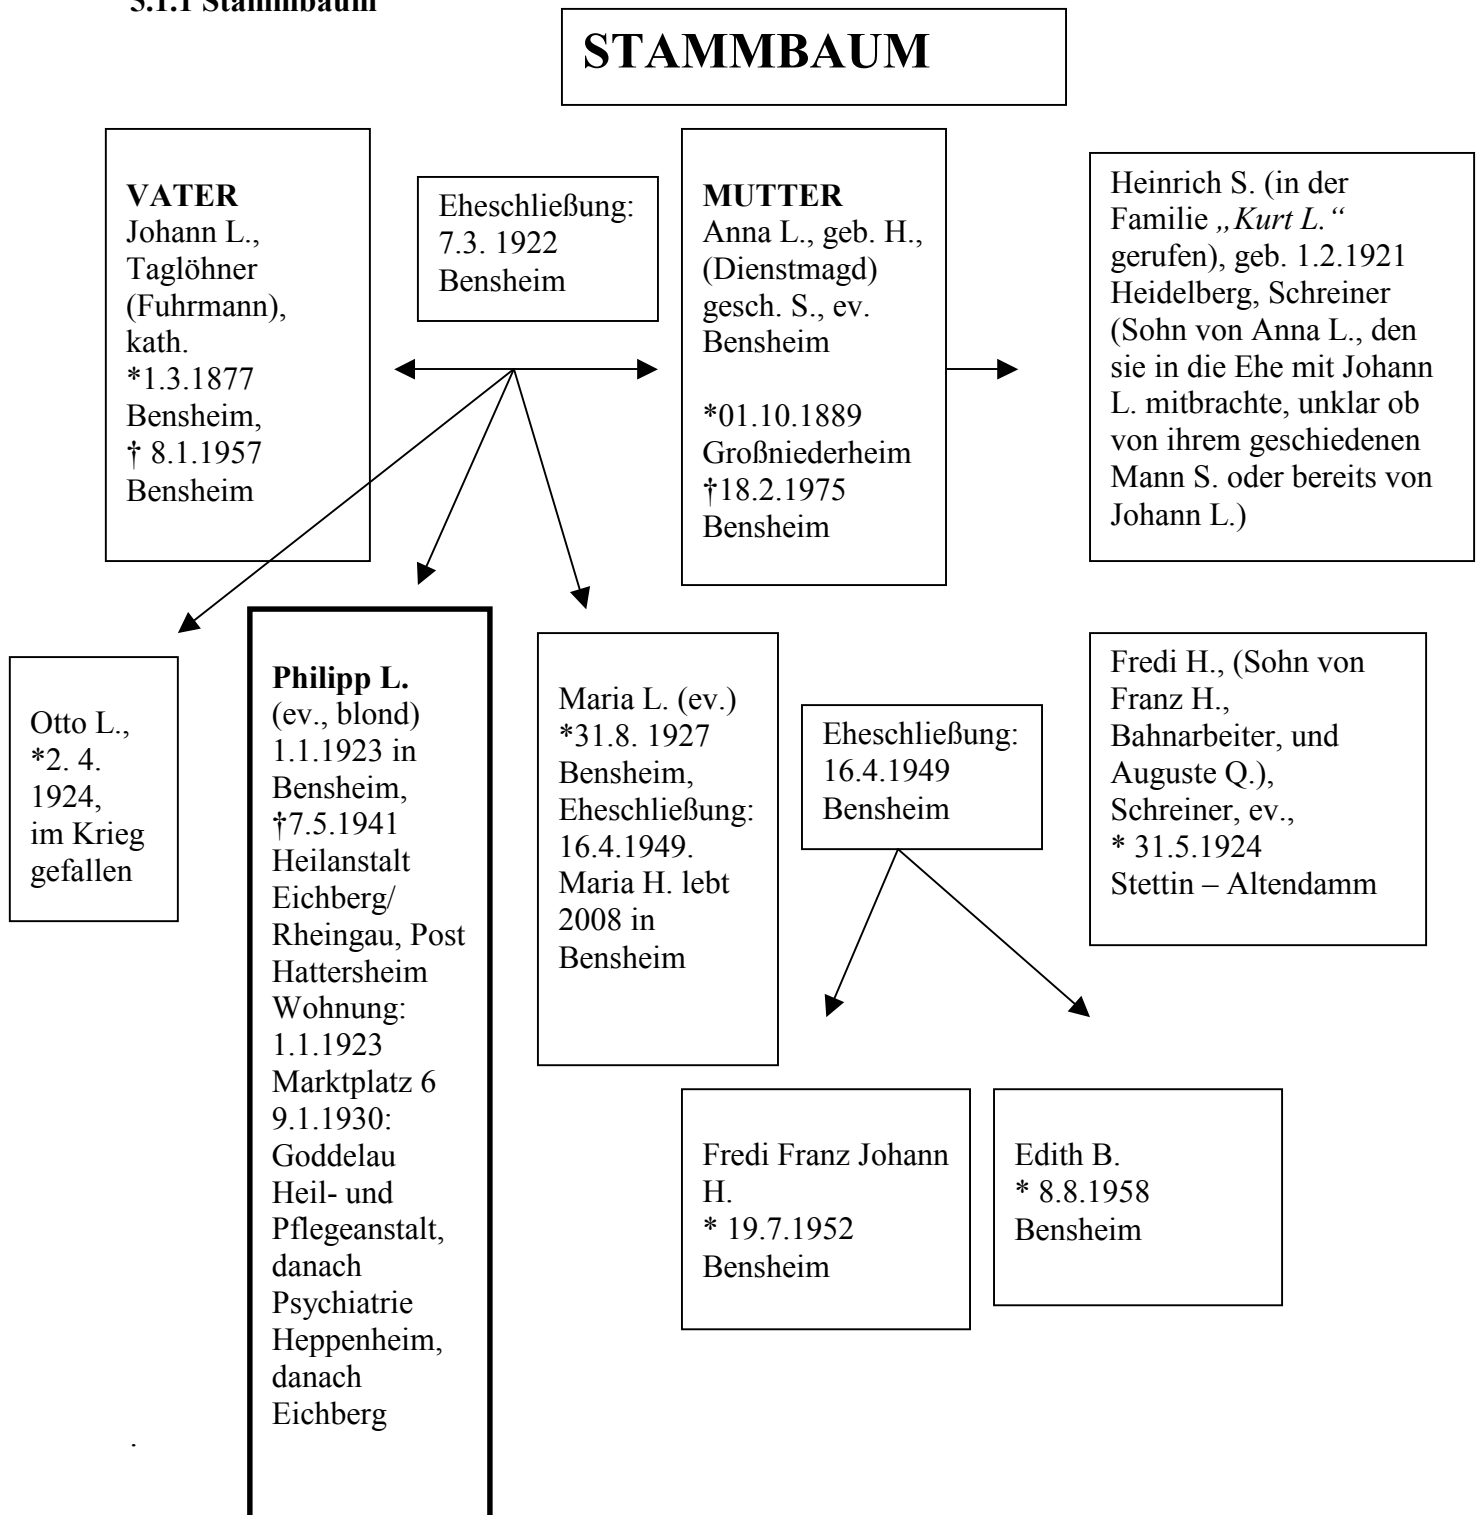 3.1.1 Stammbaum
STAMMBAUM
VATER
Johann L.,
Taglöhner
(Fuhrmann),
kath.
*1.3.1877
Bensheim,
† 8.1.1957
Bensheim
Eheschließung:
7.3. 1922
Bensheim
MUTTER
Anna L., geb. H.,
(Dienstmagd)
gesch. S., ev.
Bensheim
*01.10.1889
Großniederheim
†18.2.1975
Bensheim
Heinrich S. (in der
Familie „Kurt L.“
gerufen), geb. 1.2.1921
Heidelberg, Schreiner
(Sohn von Anna L., den
sie in die Ehe mit Johann
L. mitbrachte, unklar ob
von ihrem geschiedenen
Mann S. oder bereits von
Johann L.)
Otto L.,
*2. 4.
1924,
im Krieg
gefallen
Philipp L.
(ev., blond)
1.1.1923 in
Bensheim,
†7.5.1941
Heilanstalt
Eichberg/
Rheingau, Post
Hattersheim
Wohnung:
1.1.1923
Marktplatz 6
9.1.1930:
Goddelau
Heil- und
Pflegeanstalt,
danach
Psychiatrie
Heppenheim,
danach
Eichberg
Maria L. (ev.)
*31.8. 1927
Bensheim,
Eheschließung:
16.4.1949.
Maria H. lebt
2008 in
Bensheim
Eheschließung:
16.4.1949
Bensheim
Fredi H., (Sohn von
Franz H.,
Bahnarbeiter, und
Auguste Q.),
Schreiner, ev.,
* 31.5.1924
Stettin – Altendamm
Fredi Franz Johann
H.
* 19.7.1952
Bensheim
Edith B.
* 8.8.1958
Bensheim
.